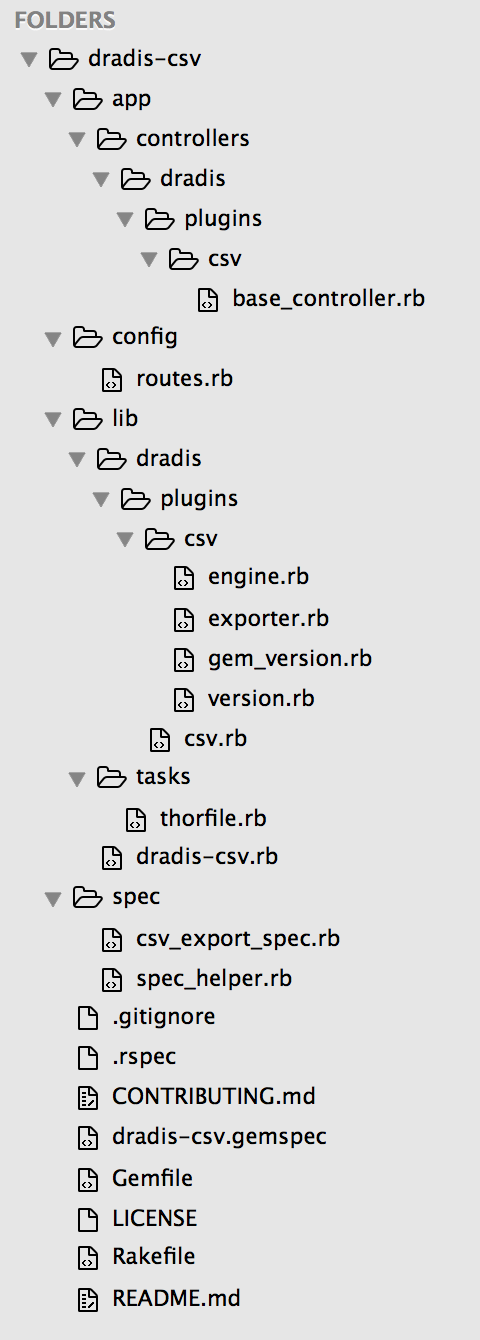 FOLDERS
dradis-csv
app
controllers
dradis
plugins
csv
base_controller.rb
config
routes.rb
lib
dradis
plugins
csv
engine.rb
exporter.rb
gem_version.rb
version.rb
csv.rb
tasks
thorfile.rb
dradis-csv.rb
spec
csv_export_spec.rb
spec_helper.rb
.gitignore
.rspec
CONTRIBUTING.md
dradis-csv.gemspec
Gemfile
LICENSE
Rakefile
README.md